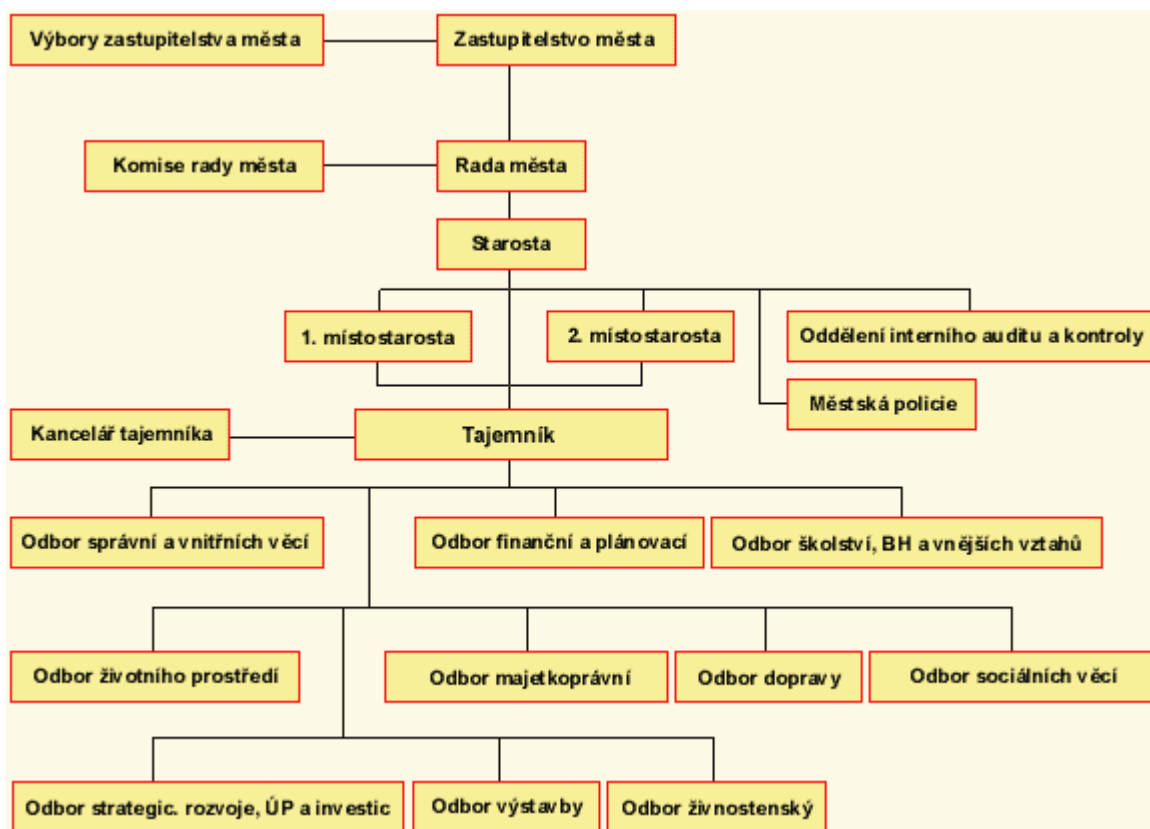 Výbory zastupitelstva města
Zastupitelstvo města
Komise rady města
Rada města
Starosta
1. místostarosta
2. místostarosta
Oddělení interního auditu a kontroly
Městská policie
Kancelář tajemníka
Tajemník
Odbor správní a vnitřních věcí
Odbor finanční a plánovací
Odbor školství, BH a vnějších vztahů
Odbor životního prostředí
Odbor majetkoprávní
Odbor dopravy
Odbor sociálních věcí
Odbor strategic. rozvoje, ÚP a investic
Odbor výstavby
Odbor živnostenský